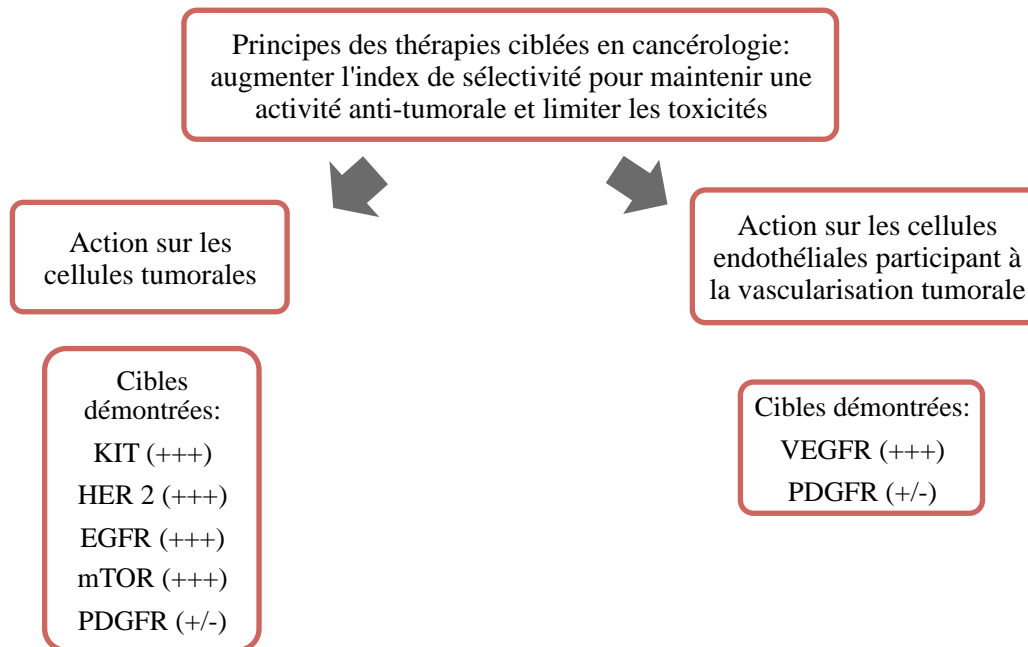 Principes des thérapies ciblées en cancérologie:
augmenter l'index de sélectivité pour maintenir une
activité anti-tumorale et limiter les toxicités
Action sur les
cellules tumorales
Action sur les cellules
endothéliales participant à
la vascularisation tumorale
Cibles
démontrées:
KIT (+++)
HER 2 (+++)
EGFR (+++)
mTOR (+++)
PDGFR (+/-)
Cibles démontrées:
VEGFR (+++)
PDGFR (+/-)